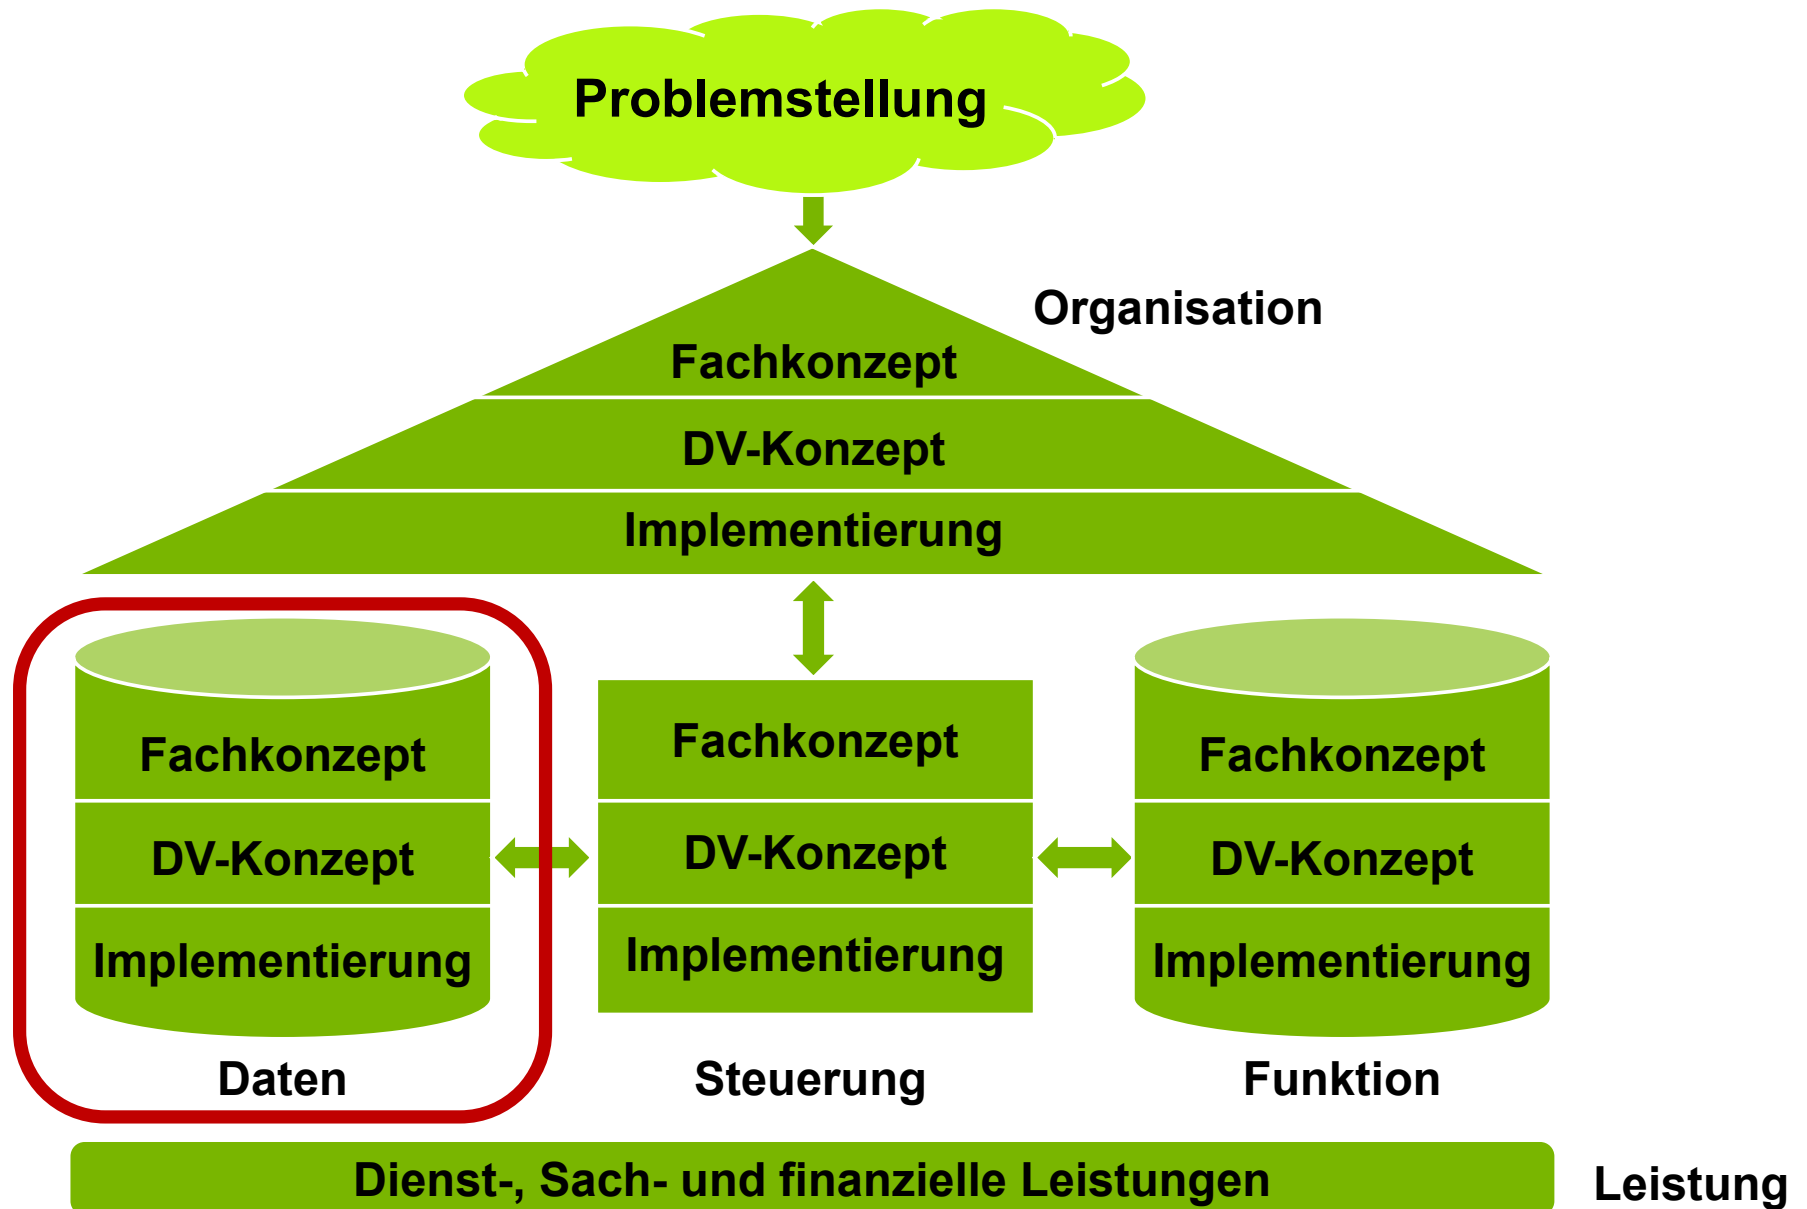 Problemstellung
Organisation
Fachkonzept
DV-Konzept
Implementierung
Fachkonzept
DV-Konzept
Implementierung
Daten
Fachkonzept
DV-Konzept
Implementierung
Steuerung
Fachkonzept
DV-Konzept
Implementierung
Funktion
Dienst-, Sach- und finanzielle Leistungen
Leistung